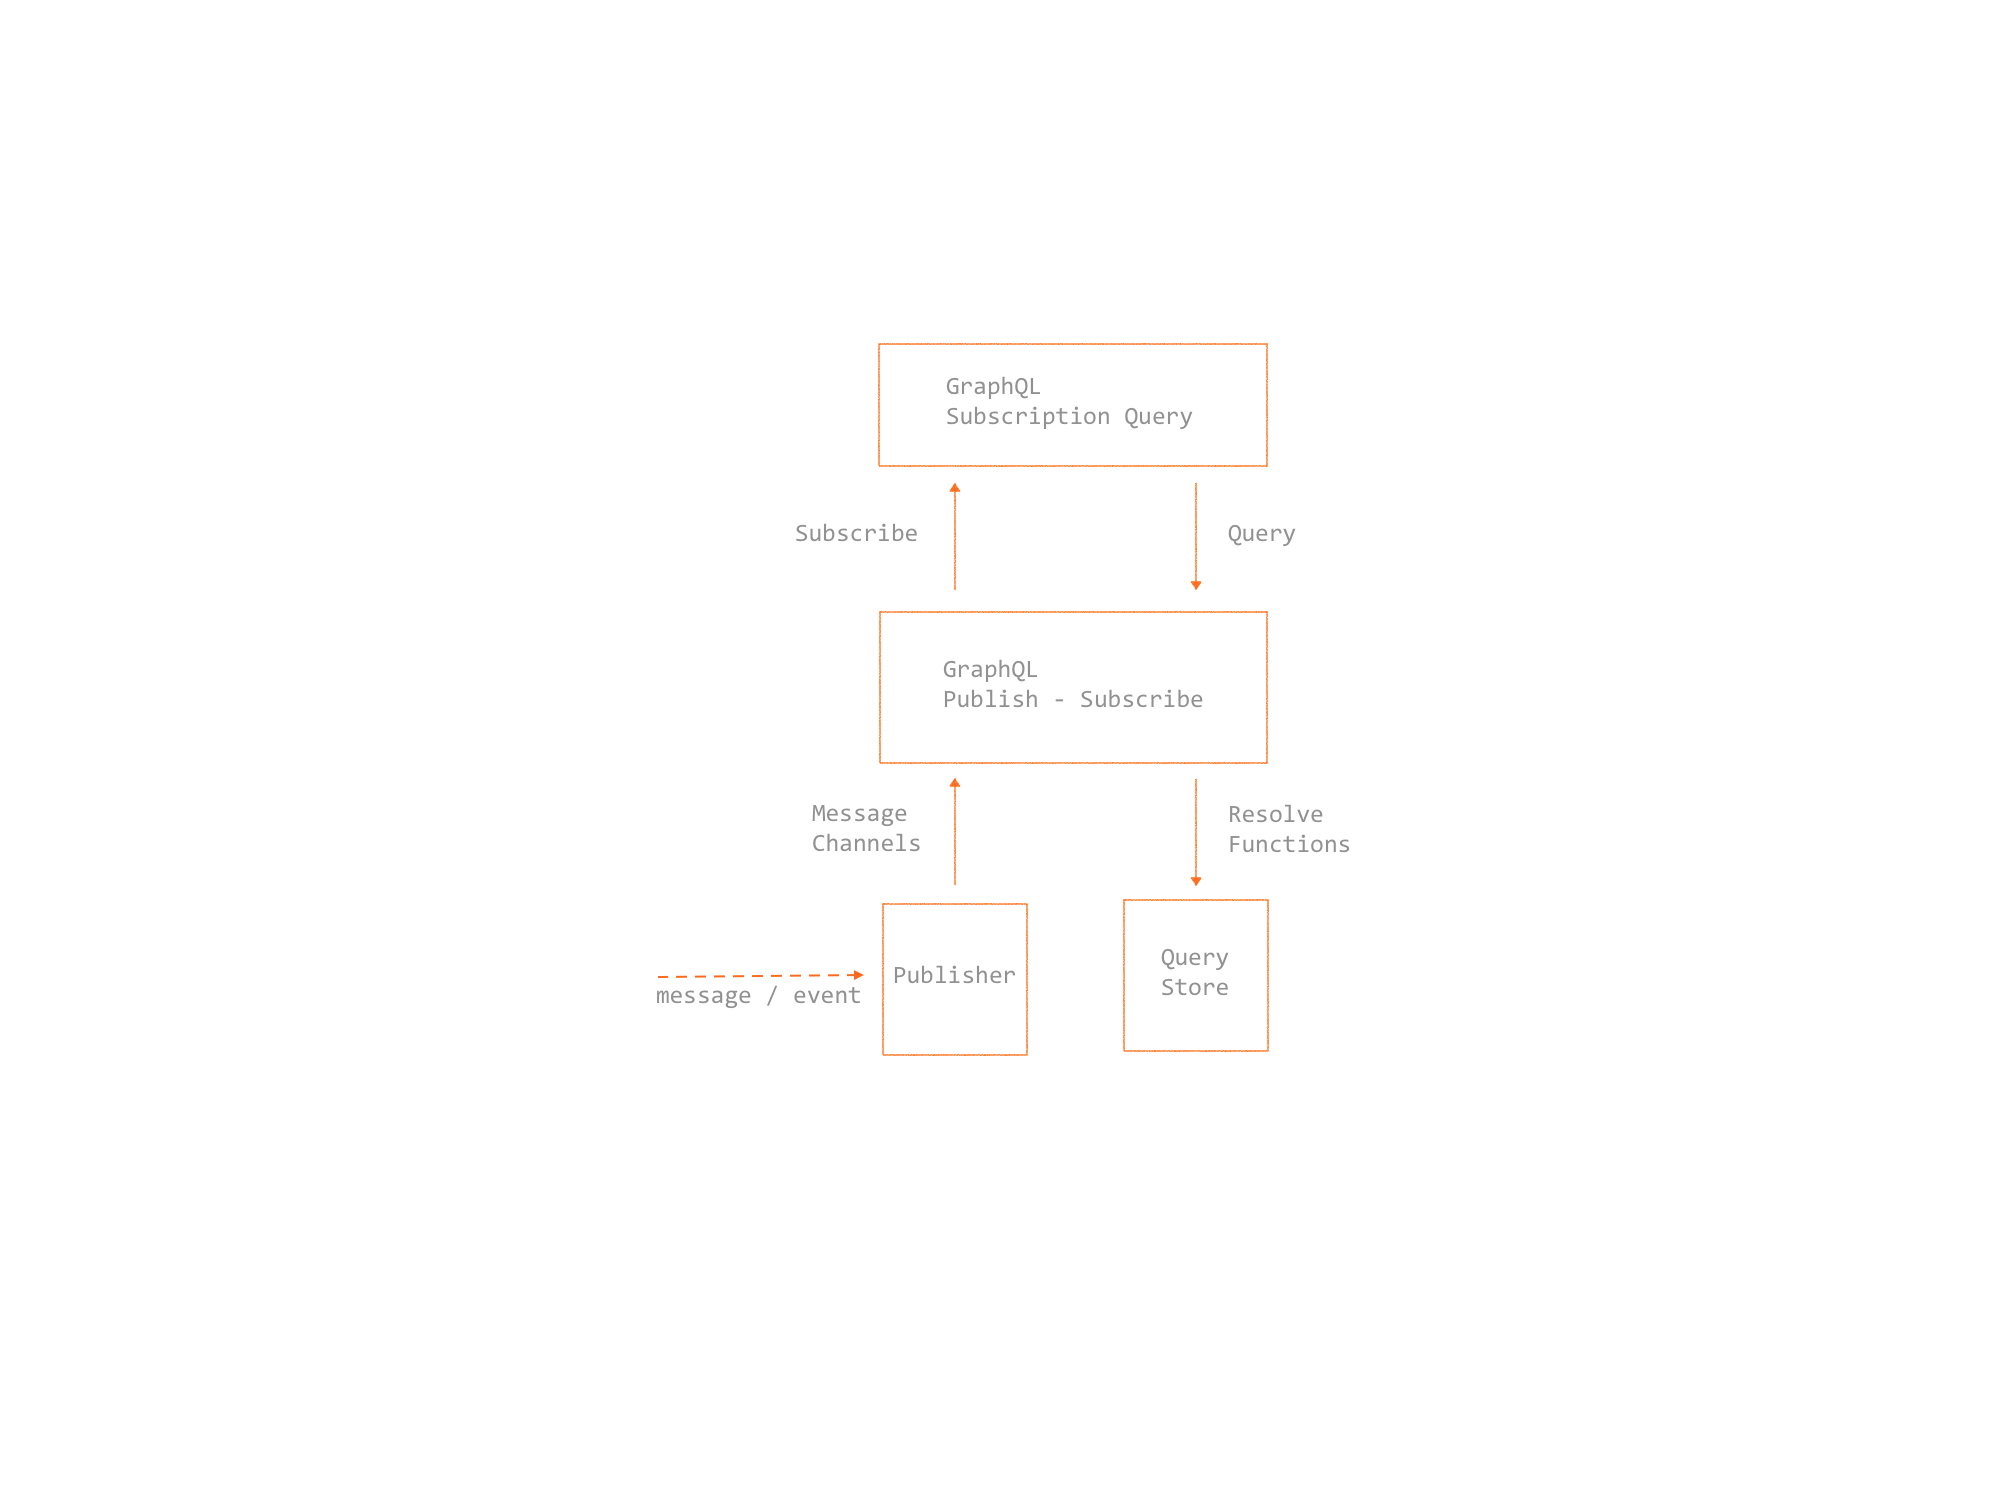 GraphQL
Subscription Query
Subscribe
Query
GraphQL
Publish - Subscribe
Message
Channels
Resolve
Functions
message / event
Publisher
Query
Store